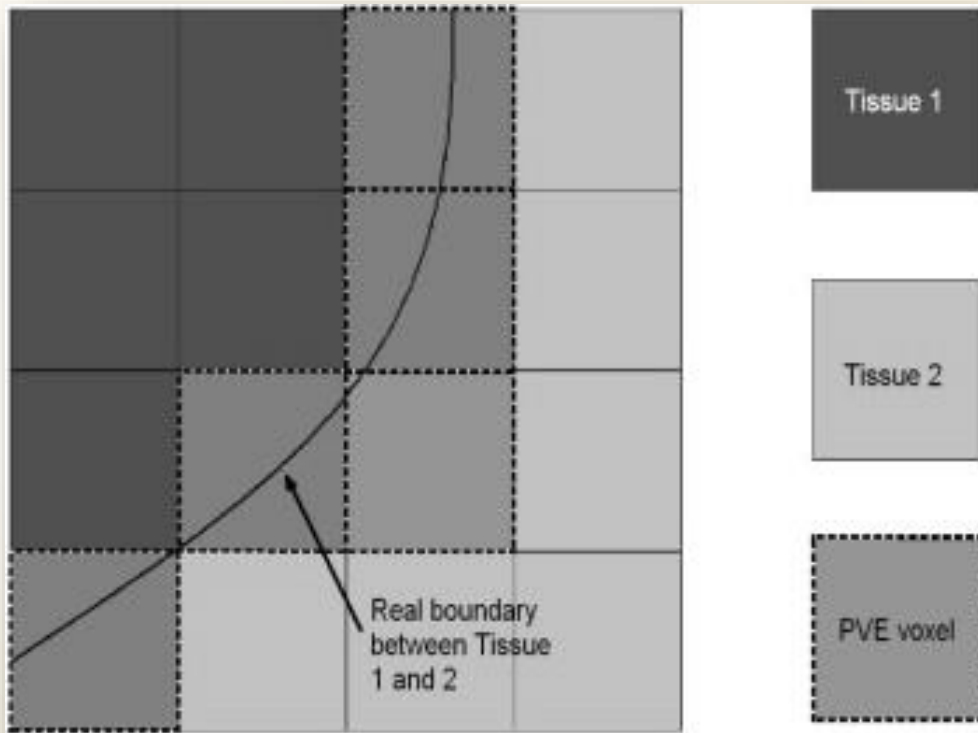 Tissue 1
Tissue 2
Real boundary
between Tissue
1 and 2
PVE voxel